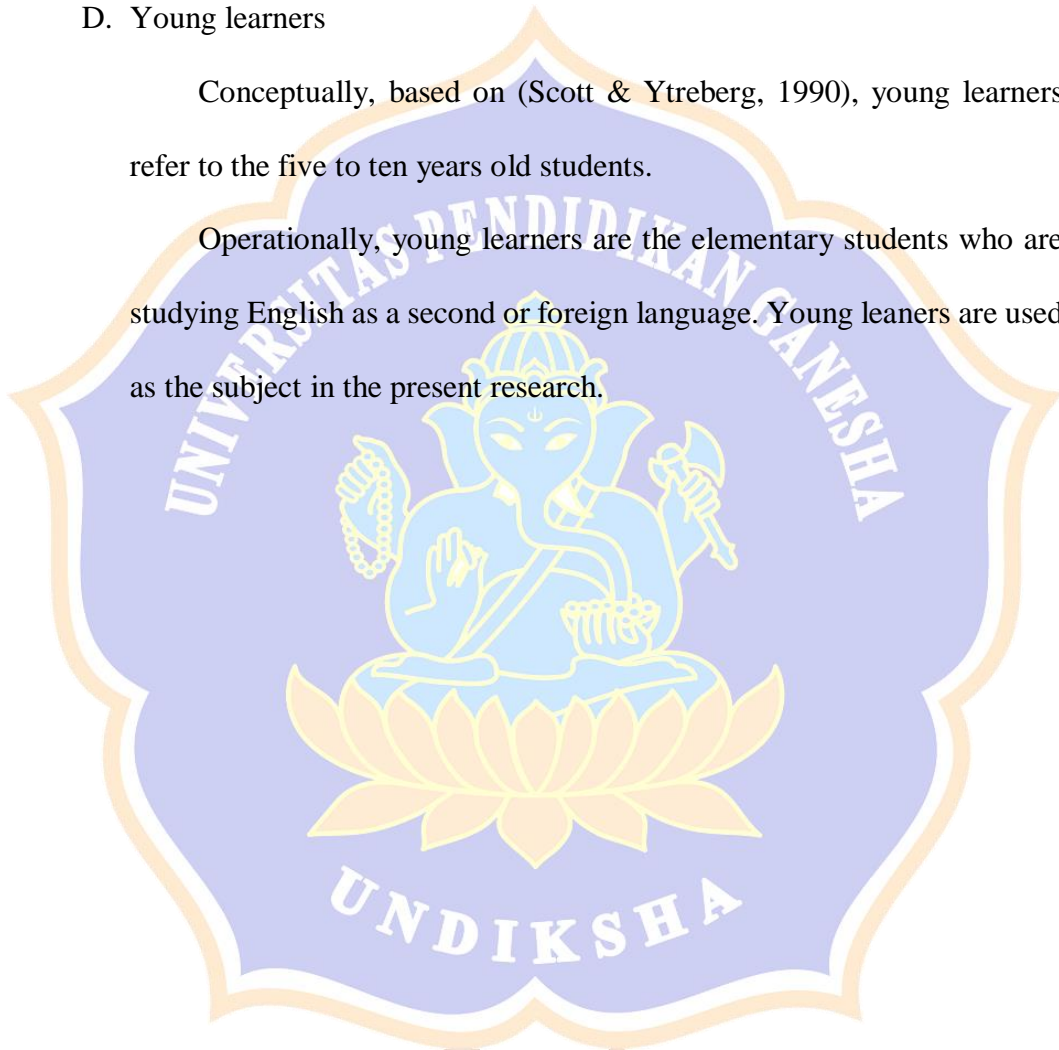 D. Young learners
Conceptually, based on (Scott & Ytreberg, 1990), young learners
refer to the five to ten years old students.
Operationally, young learners are the elementary students who are
studying English as a second or foreign language. Young leaners are used
as the subject in the present research.
UNIVERSITAS PENDIDIKAN GANESHA
UNDIKSHA